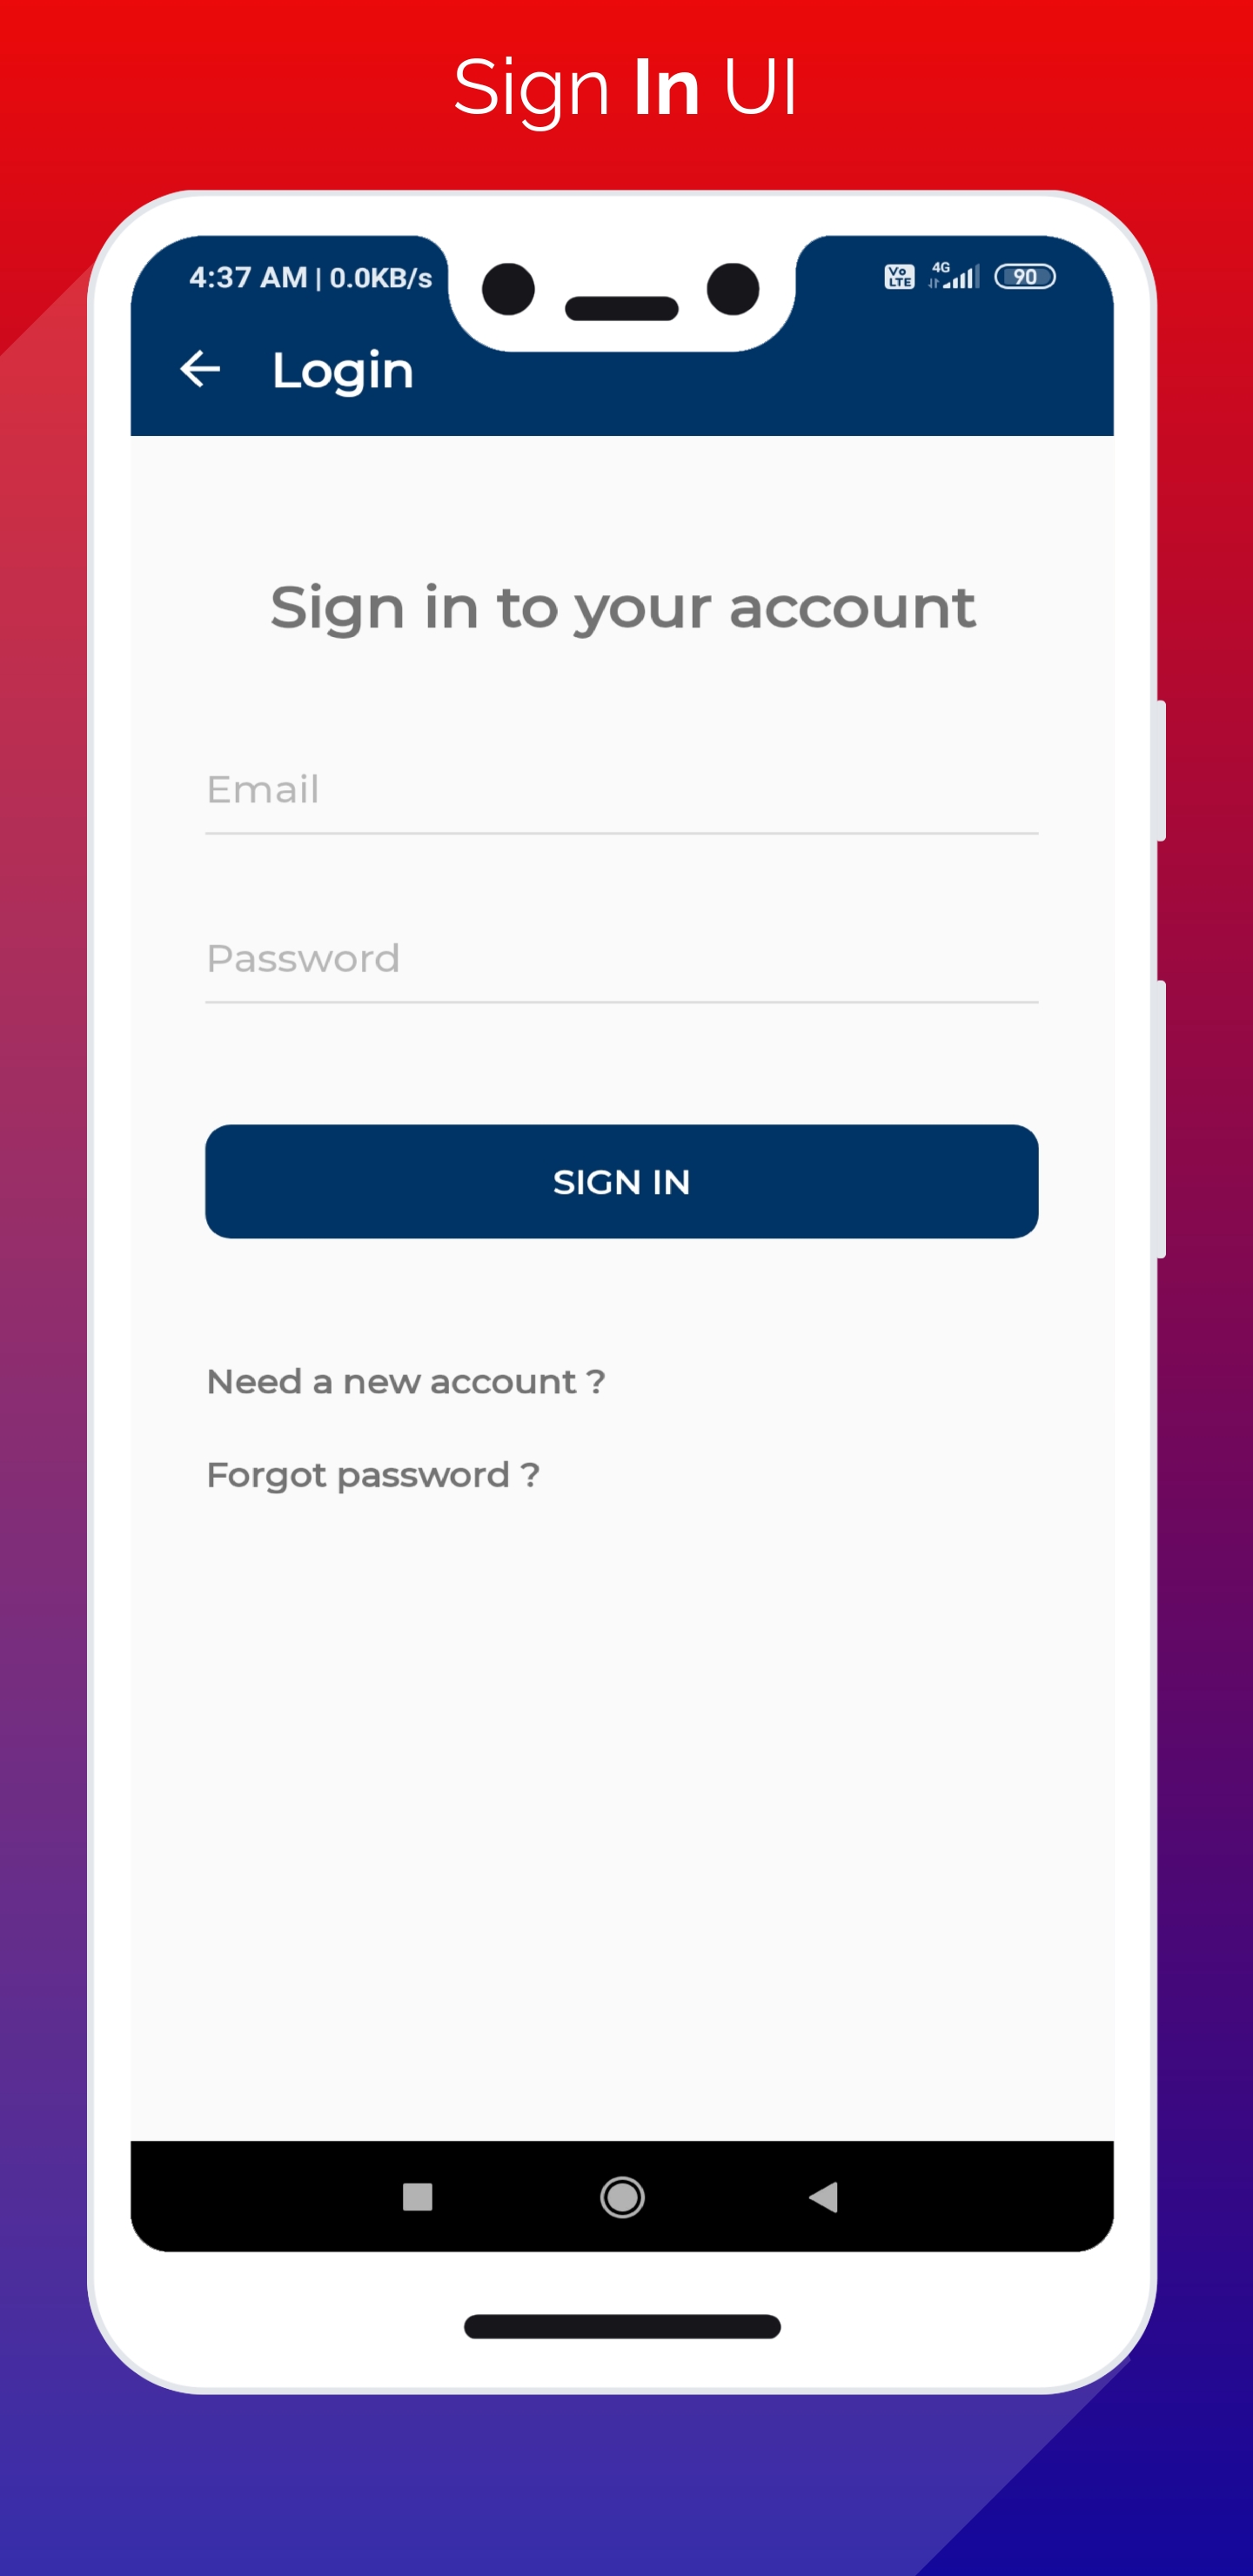 Sign In UI
4:37 AM | 0.0KB/s
Vo LTE 4G 90
Login
Sign in to your account
Email
Password
SIGN IN
Need a new account ?
Forgot password ?